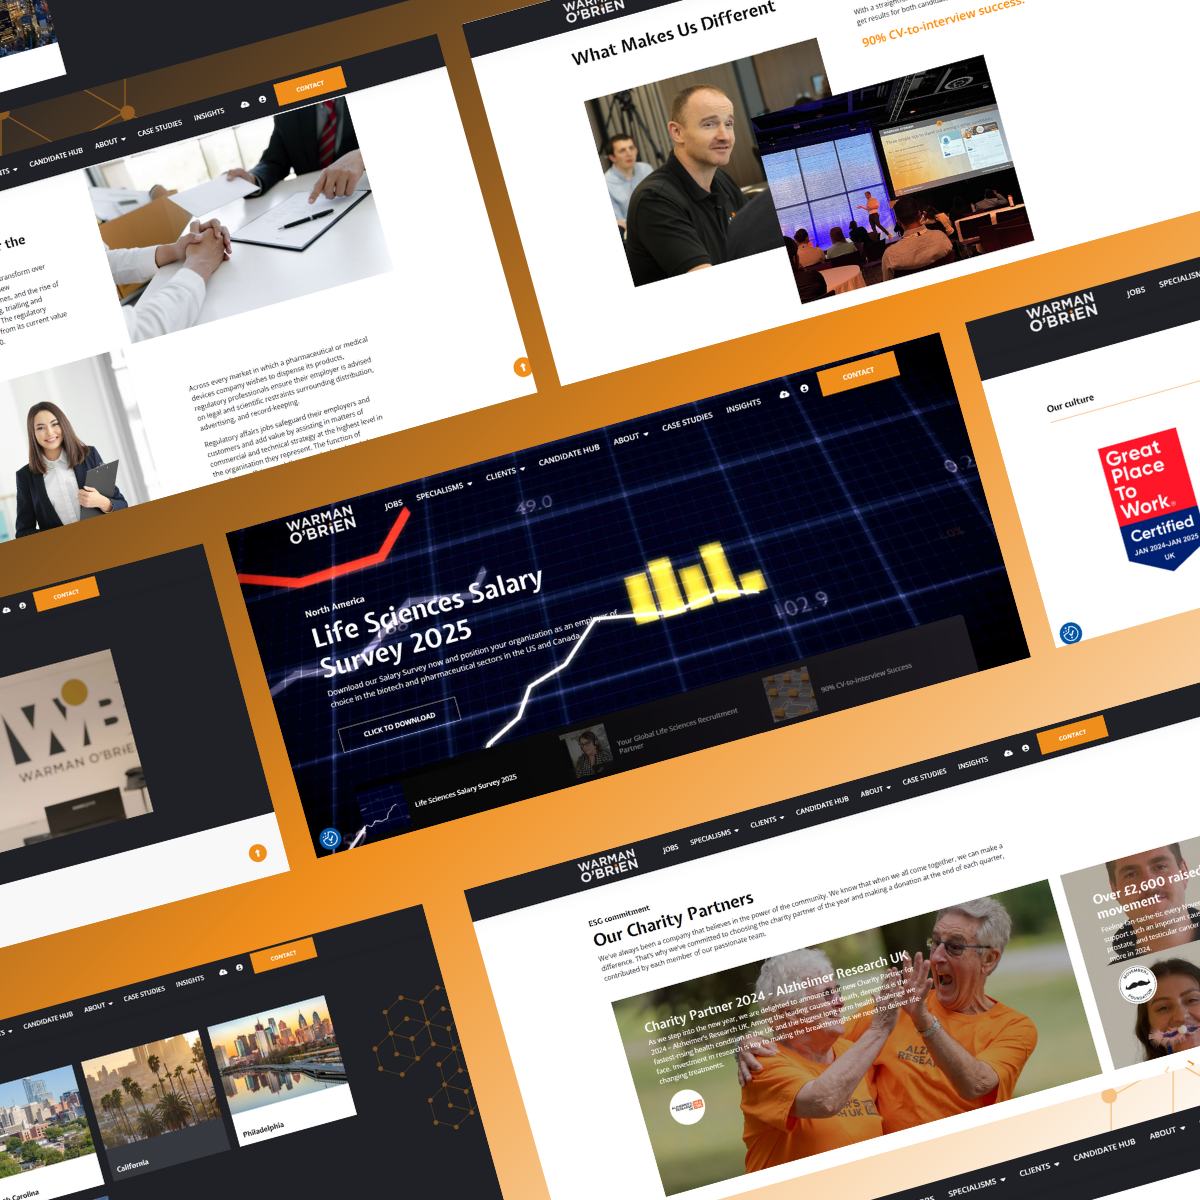 CONTACT
INSIGHTS
CASE STUDIES
ABOUT
CANDIDATE HUB
r the
transform over
Across every market in which a pharmaceutical or medical
devices company wishes to dispense its products,
regulatory professionals ensure their employer is advised
on legal and scientific restraints surrounding distribution,
advertising, and record-keeping.
Regulatory affairs jobs safeguard their employers and
customers and add value by assisting in matters of
commercial and technical strategy at the highest level in
the organisation they represent. The function of
nes, and the rise of
g, trialling and
The regulatory
from its current value
WARMAN
O'BRIEN
What Makes Us Different
With a straight
get results for both candida
90% CV-to-interview success.
WARMAN
O'BRIEN
JOBS
SPECIALISM
Our culture
Great
Place
To
Work®
Certified
JAN 2024-JAN 2025
UK
WARMAN
O'BRIEN
JOBS
SPECIALISMS
CLIENTS
CANDIDATE HUB
ABOUT
CASE STUDIES
INSIGHTS
CONTACT
49.0
0.2
102.9
North America
Life Sciences Salary
Survey 2025
Download our Salary Survey now and position your organization as an employer of
choice in the biotech and pharmaceutical sectors in the US and Canada.
CLICK TO DOWNLOAD
Life Sciences Salary Survey 2025
Your Global Life Sciences Recruitment
Partner
90% CV-to-interview Success
CONTACT
WB
WARMAN O'BRIE
CANDIDATE HUB
ABOUT
CASE STUDIES
INSIGHTS
CONTACT
th Carolina
California
Philadelphia
WARMAN
O'BRIEN
JOBS
SPECIALISMS
CLIENTS
CANDIDATE HUB
ABOUT
CASE STUDIES
INSIGHTS
CONTACT
ESG commitment
Our Charity Partners
We've always been a company that believes in the power of the community. We know that when we all come together, we can make a
difference. That's why we've committed to choosing the charity partner of the year and making a donation at the end of each quarter,
contributed by each member of our passionate team.
Charity Partner 2024 - Alzheimer Research UK
As we step into the new year, we are delighted to announce our new Charity Partner for
2024 - Alzheimer's Research UK. Among the leading causes of death, dementia is the
fastest-rising health condition in the UK and the biggest long-term health challenge we
face. Investment in research is key to making the breakthroughs we need to deliver life-
changing treatments.
Over £2,600 raised
movement
Feeling fan-tache-tic every Nove
support such an important cau
prostate, and testicular cancer
more in 2024.
MOVEMBER
FOUNDATION
SPECIALISMS
CLIENTS
CANDIDATE HUB
ABOUT